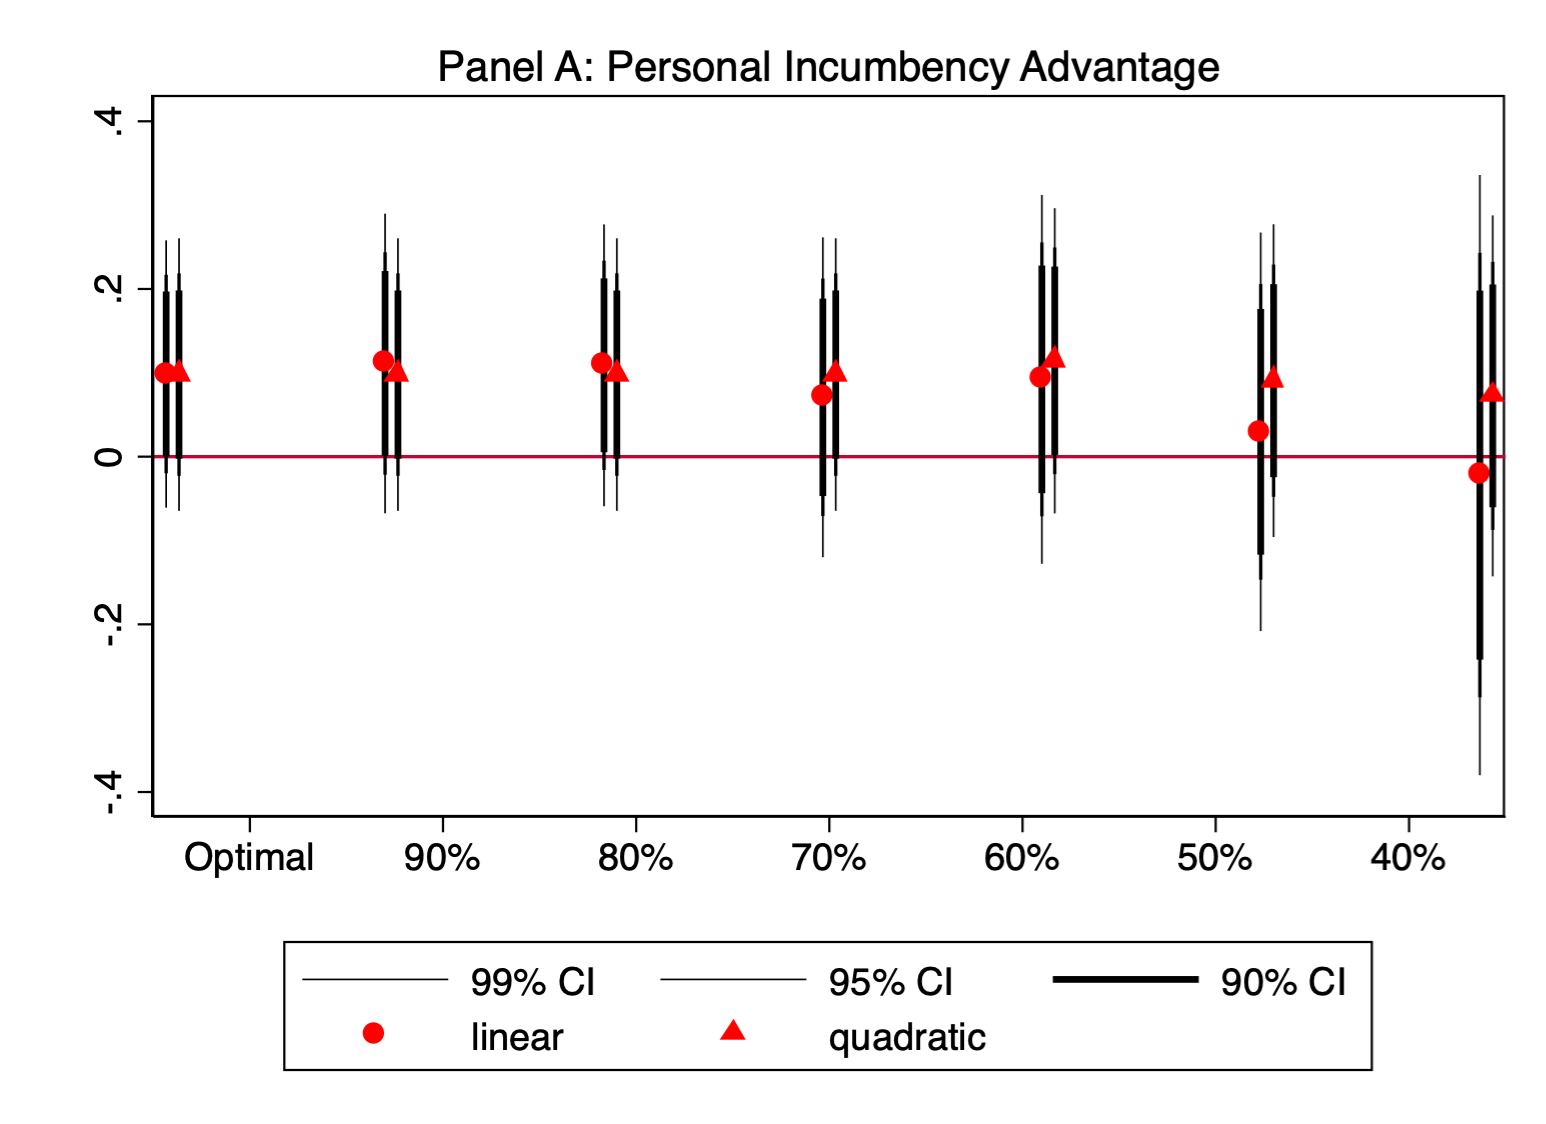 Panel A: Personal Incumbency Advantage
.4
.2
0
-.2
-.4
Optimal 90% 80% 70% 60% 50% 40%
99% CI 95% CI 90% CI
linear quadratic